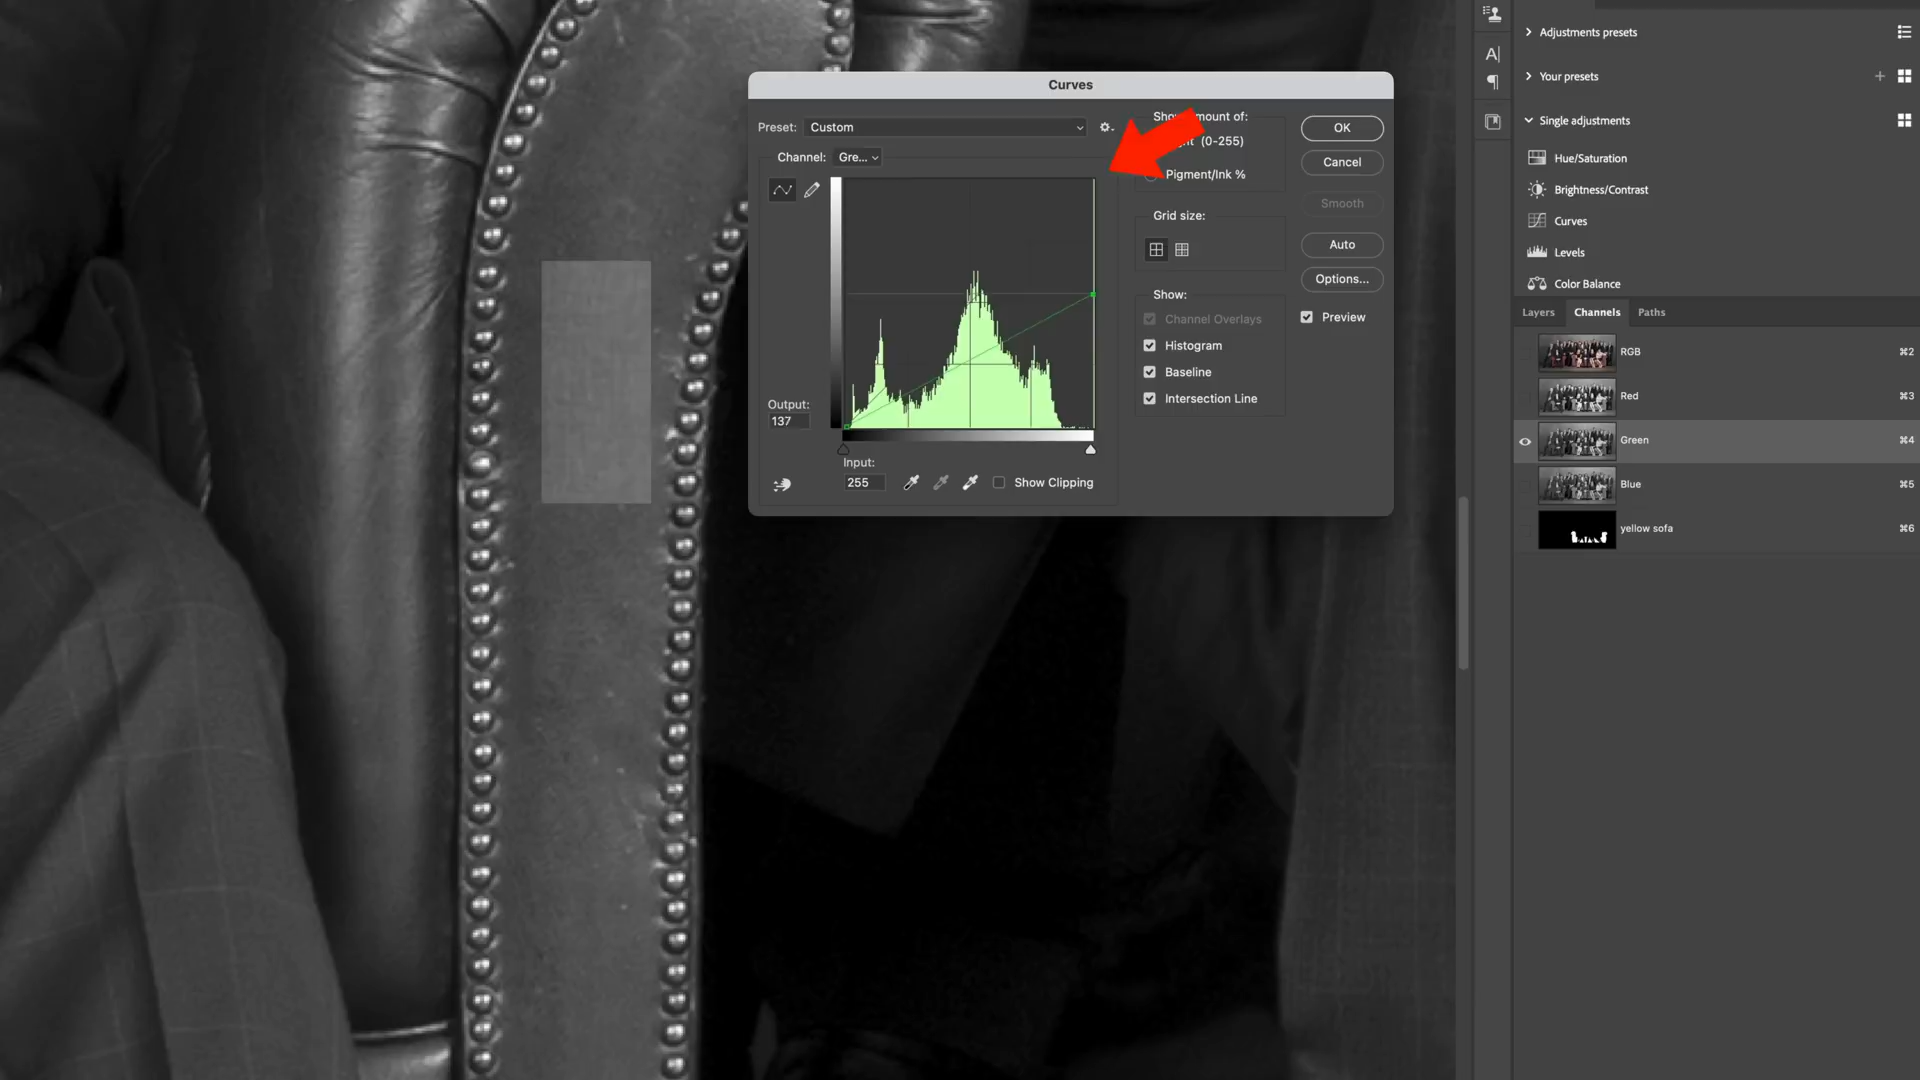 Curves
Preset: Custom
Channel: Gre...
Output:
137
Input:
255
Show Clipping
Show amount of:
(0-255)
Pigment/Ink %
Grid size:
Show:
Channel Overlays
Histogram
Baseline
Intersection Line
OK
Cancel
Smooth
Auto
Options...
Preview
A|
Adjustments presets
Your presets
Single adjustments
Hue/Saturation
Brightness/Contrast
Curves
Levels
Color Balance
Layers Channels Paths
RGB ⌘2
Red ⌘3
Green ⌘4
Blue ⌘5
yellow sofa ⌘6